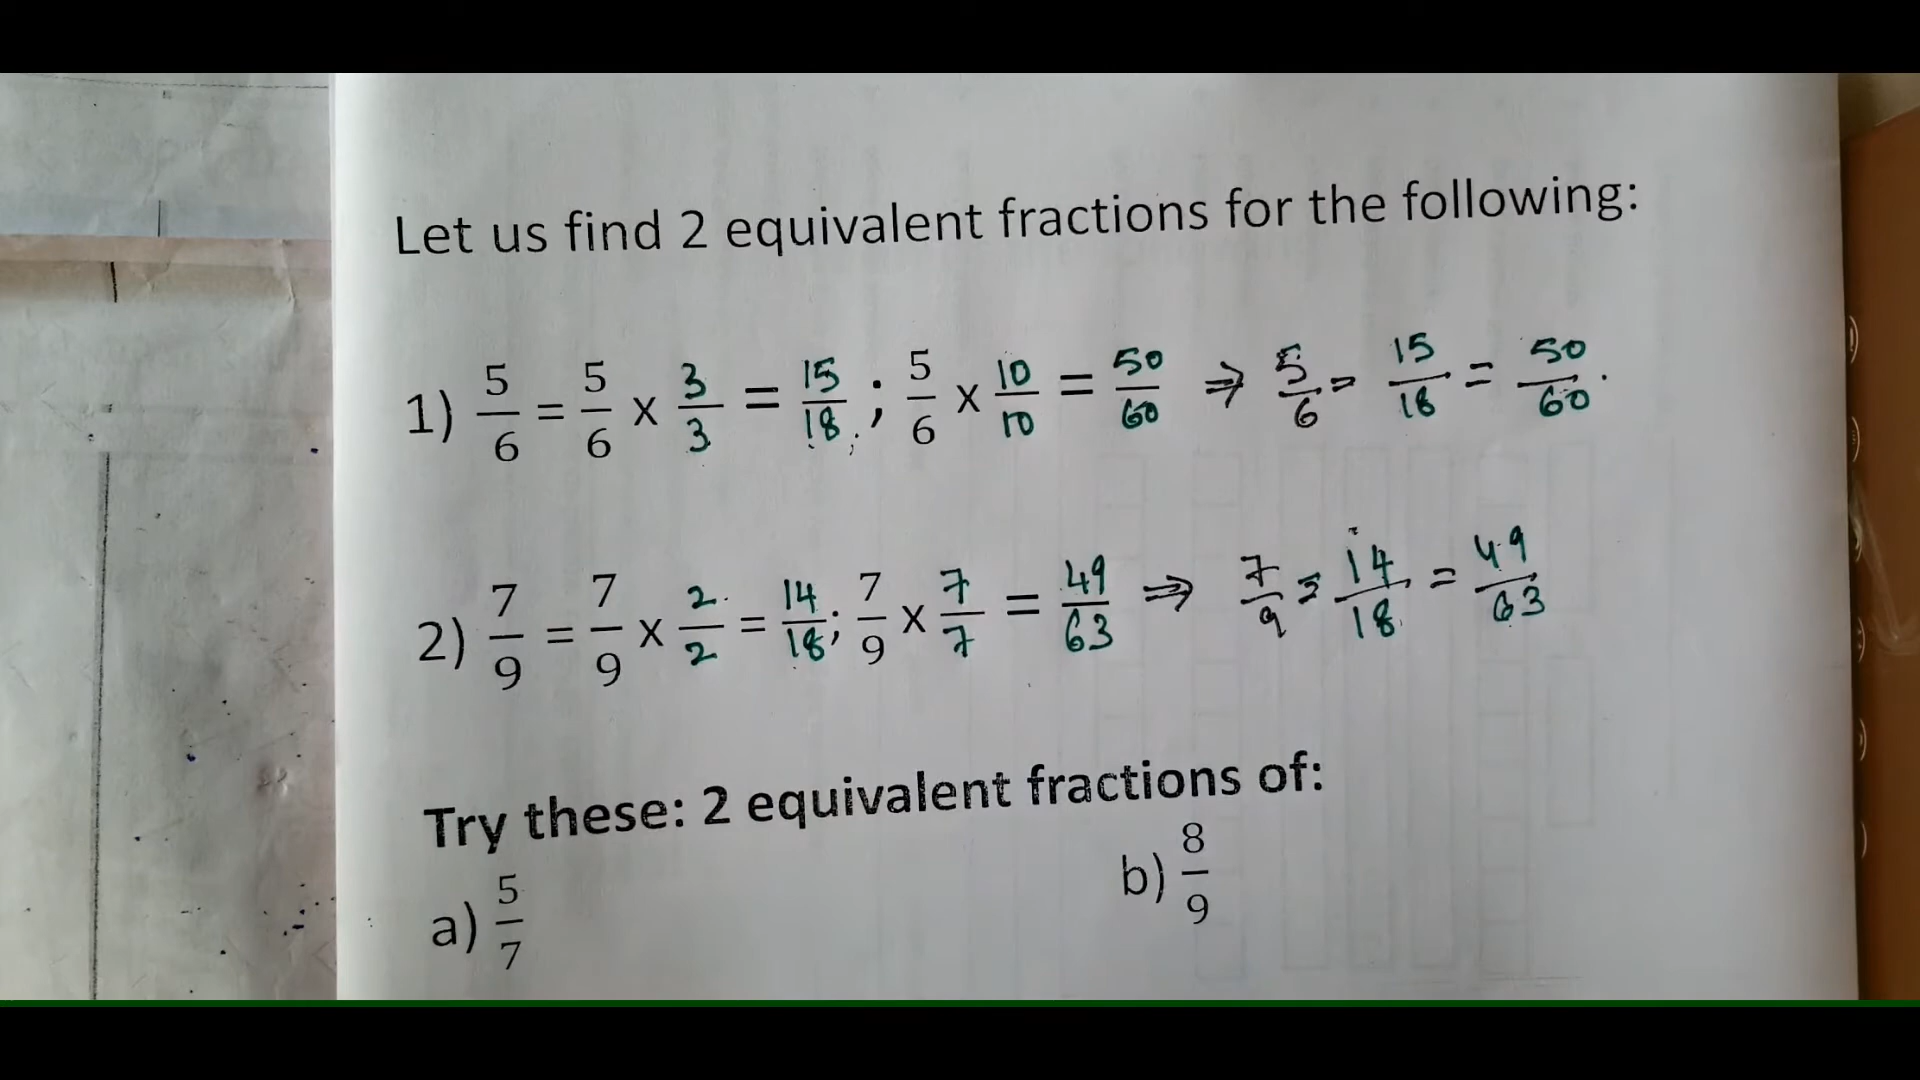 Let us find 2 equivalent fractions for the following:
1) 5/6 = 5/6 x 3/3 = 15/18 ; 5/6 x 10/10 = 50/60 ⇒ 5/6 = 15/18 = 50/60.
2) 7/9 = 7/9 x 2/2 = 14/18; 7/9 x 7/7 = 49/63 ⇒ 7/9 = 14/18 = 49/63
Try these: 2 equivalent fractions of:
a) 5/7 b) 8/9